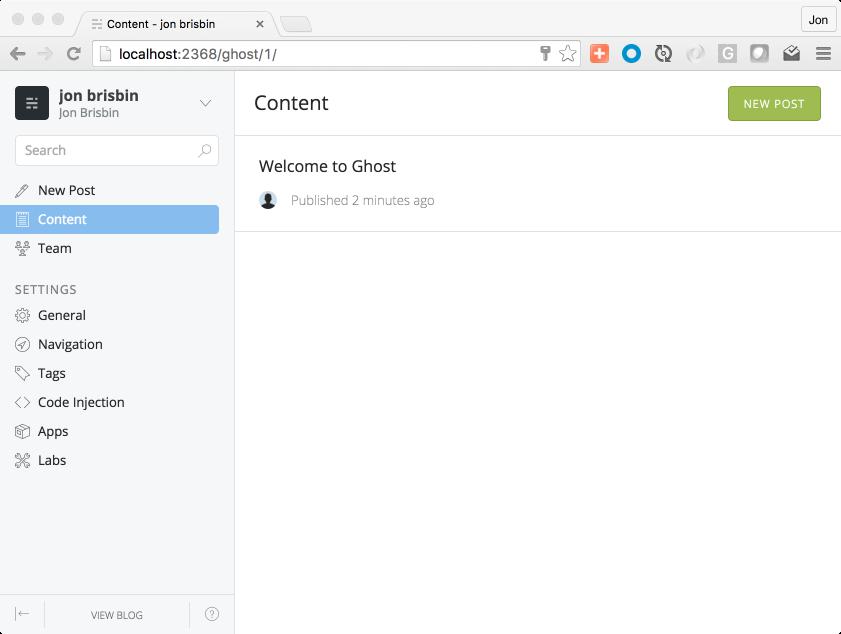 Content - jon brisbin
Jon
localhost:2368/ghost/1/
G
jon brisbin
Jon Brisbin
Search
New Post
Content
Team
SETTINGS
General
Navigation
Tags
Code Injection
Apps
Labs
VIEW BLOG
?
Content
NEW POST
Welcome to Ghost
Published 2 minutes ago